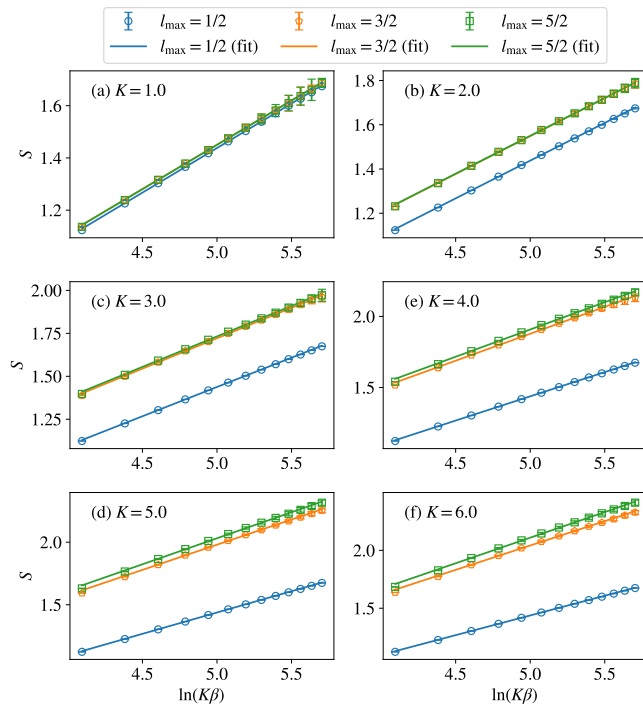 l_max = 1/2 l_max = 3/2 l_max = 5/2
l_max = 1/2 (fit) l_max = 3/2 (fit) l_max = 5/2 (fit)
(a) K = 1.0
S
1.6
1.4
1.2
4.5 5.0 5.5
(b) K = 2.0
1.8
1.6
1.4
1.2
4.5 5.0 5.5
(c) K = 3.0
S
2.00
1.75
1.50
1.25
4.5 5.0 5.5
(e) K = 4.0
2.0
1.5
4.5 5.0 5.5
(d) K = 5.0
S
2.0
1.5
4.5 5.0 5.5
ln(Kβ)
(f) K = 6.0
2.0
1.5
4.5 5.0 5.5
ln(Kβ)